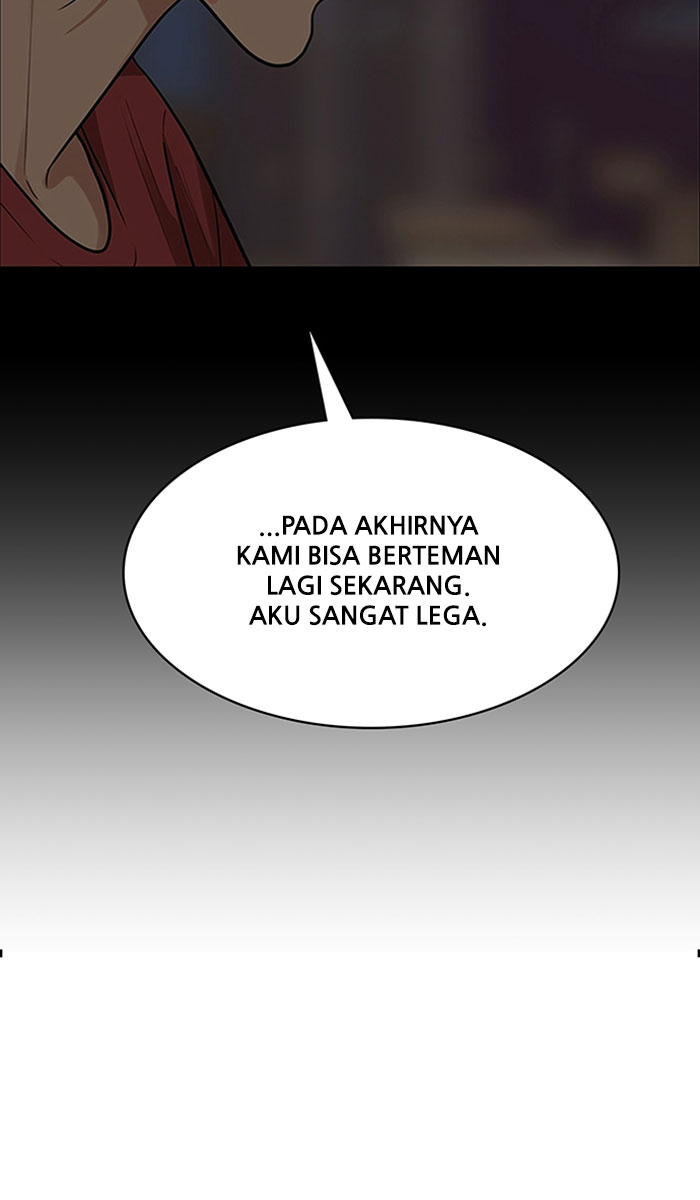 ...PADA AKHIRNYA
KAMI BISA BERTEMAN
LAGI SEKARANG.
AKU SANGAT LEGA.